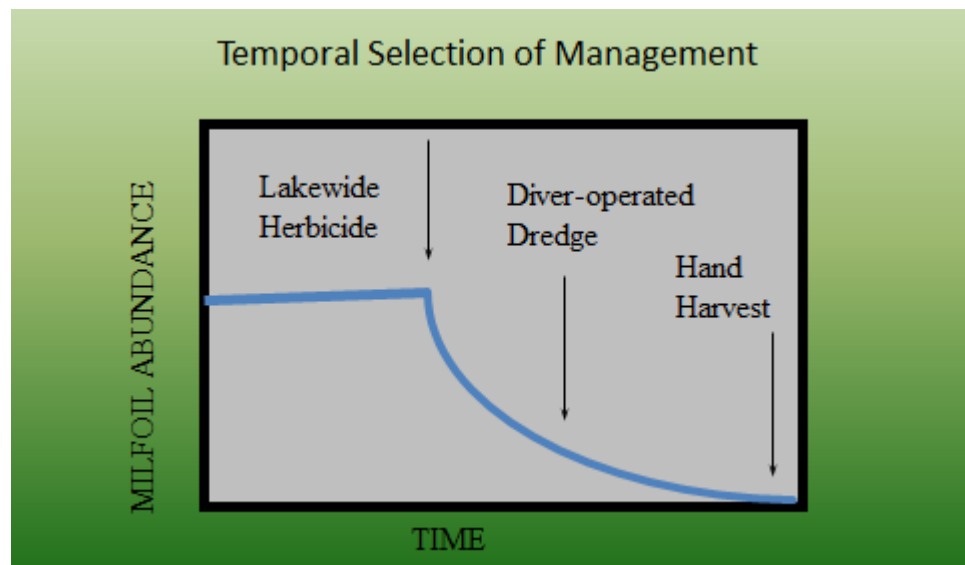 Temporal Selection of Management
MILFOIL ABUNDANCE
Lakewide
Herbicide
Diver-operated
Dredge
Hand
Harvest
TIME